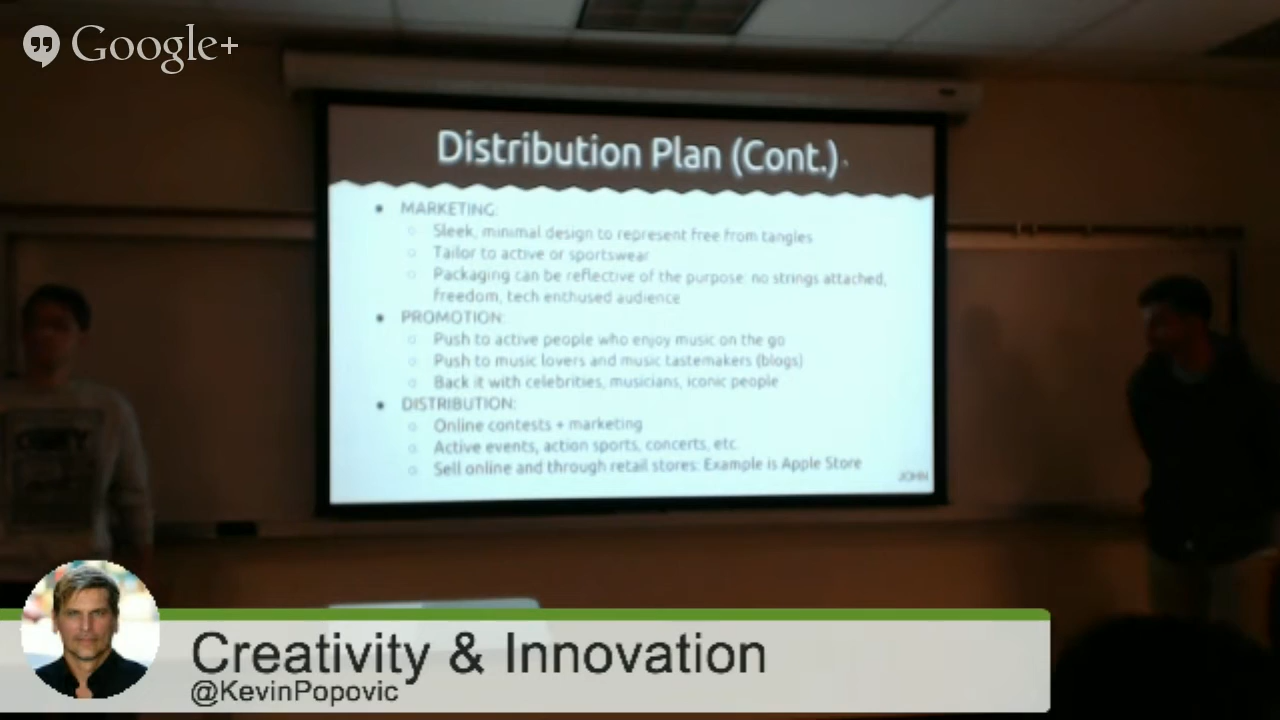 Google+
Distribution Plan (Cont.)
• MARKETING:
○ Sleek, minimal design to represent free from tangles
○ Tailor to active or sportswear
○ Packaging can be reflective of the purpose: no strings attached,
freedom, tech enthused audience
• PROMOTION:
○ Push to active people who enjoy music on the go
○ Push to music lovers and music tastemakers (blogs)
○ Back it with celebrities, musicians, iconic people
• DISTRIBUTION:
○ Online contests + marketing
○ Active events, action sports, concerts, etc.
○ Sell online and through retail stores: Example is Apple Store
JOHN
OBEY
Creativity & Innovation
@KevinPopovic